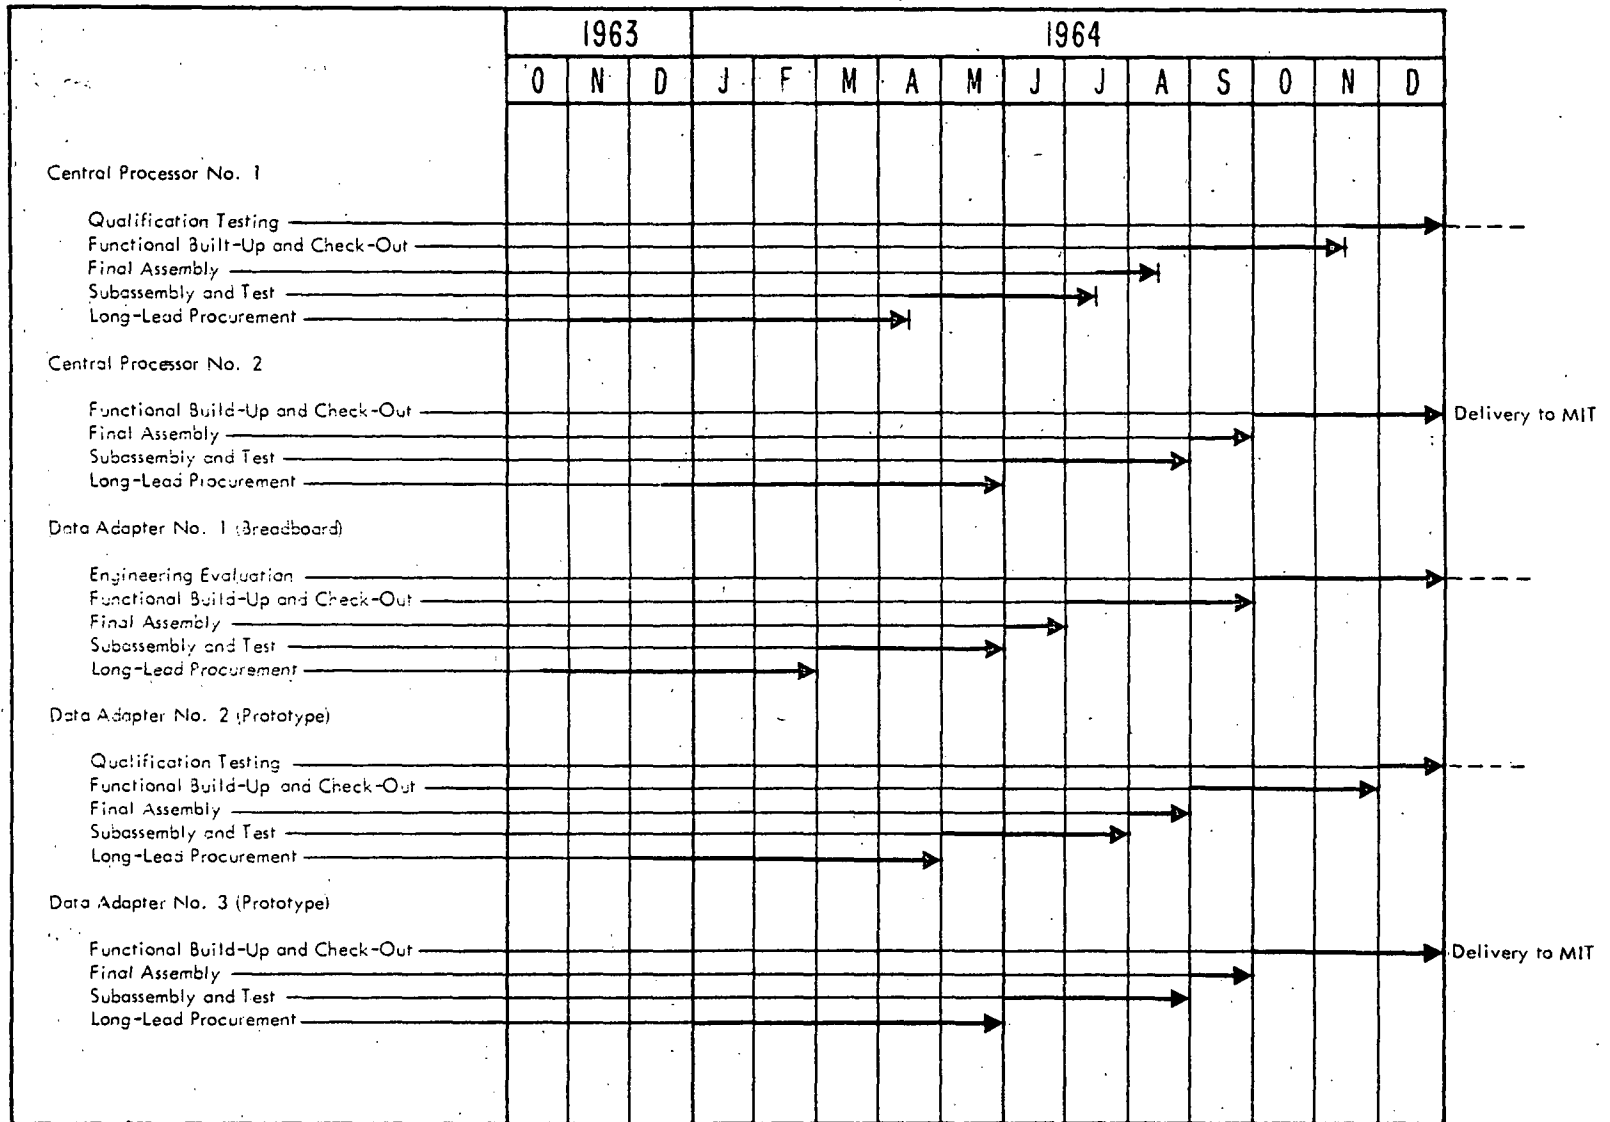 1963 1964
O N D J F M A M J J A S O N D
Central Processor No. 1
Qualification Testing
Functional Built-Up and Check-Out
Final Assembly
Subassembly and Test
Long-Lead Procurement
Central Processor No. 2
Functional Build-Up and Check-Out Delivery to MIT
Final Assembly
Subassembly and Test
Long-Lead Procurement
Data Adapter No. 1 (Breadboard)
Engineering Evaluation
Functional Build-Up and Check-Out
Final Assembly
Subassembly and Test
Long-Lead Procurement
Data Adapter No. 2 (Prototype)
Qualification Testing
Functional Build-Up and Check-Out
Final Assembly
Subassembly and Test
Long-Lead Procurement
Data Adapter No. 3 (Prototype)
Functional Build-Up and Check-Out Delivery to MIT
Final Assembly
Subassembly and Test
Long-Lead Procurement